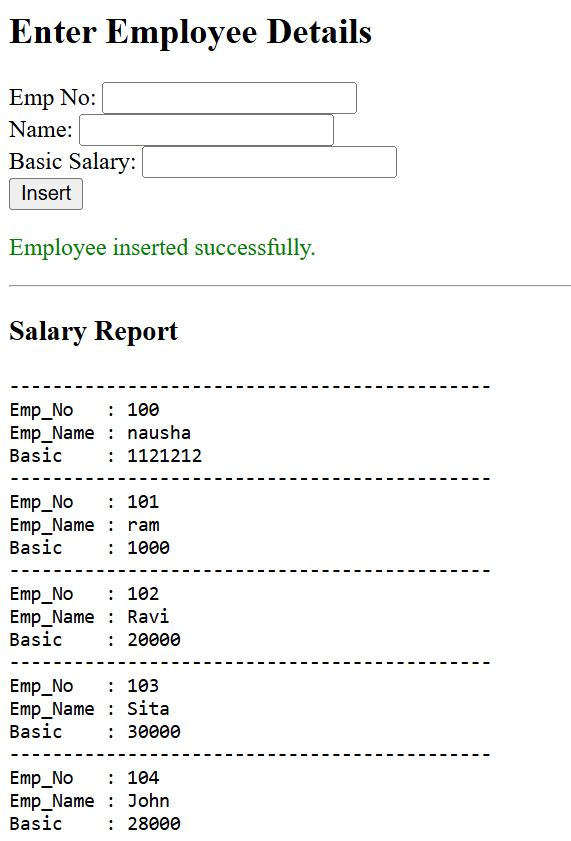 Enter Employee Details
Emp No:
Name:
Basic Salary:
Insert
Employee inserted successfully.
Salary Report
---------------------------------------------
Emp_No   : 100
Emp_Name : nausha
Basic    : 1121212
---------------------------------------------
Emp_No   : 101
Emp_Name : ram
Basic    : 1000
---------------------------------------------
Emp_No   : 102
Emp_Name : Ravi
Basic    : 20000
---------------------------------------------
Emp_No   : 103
Emp_Name : Sita
Basic    : 30000
---------------------------------------------
Emp_No   : 104
Emp_Name : John
Basic    : 28000